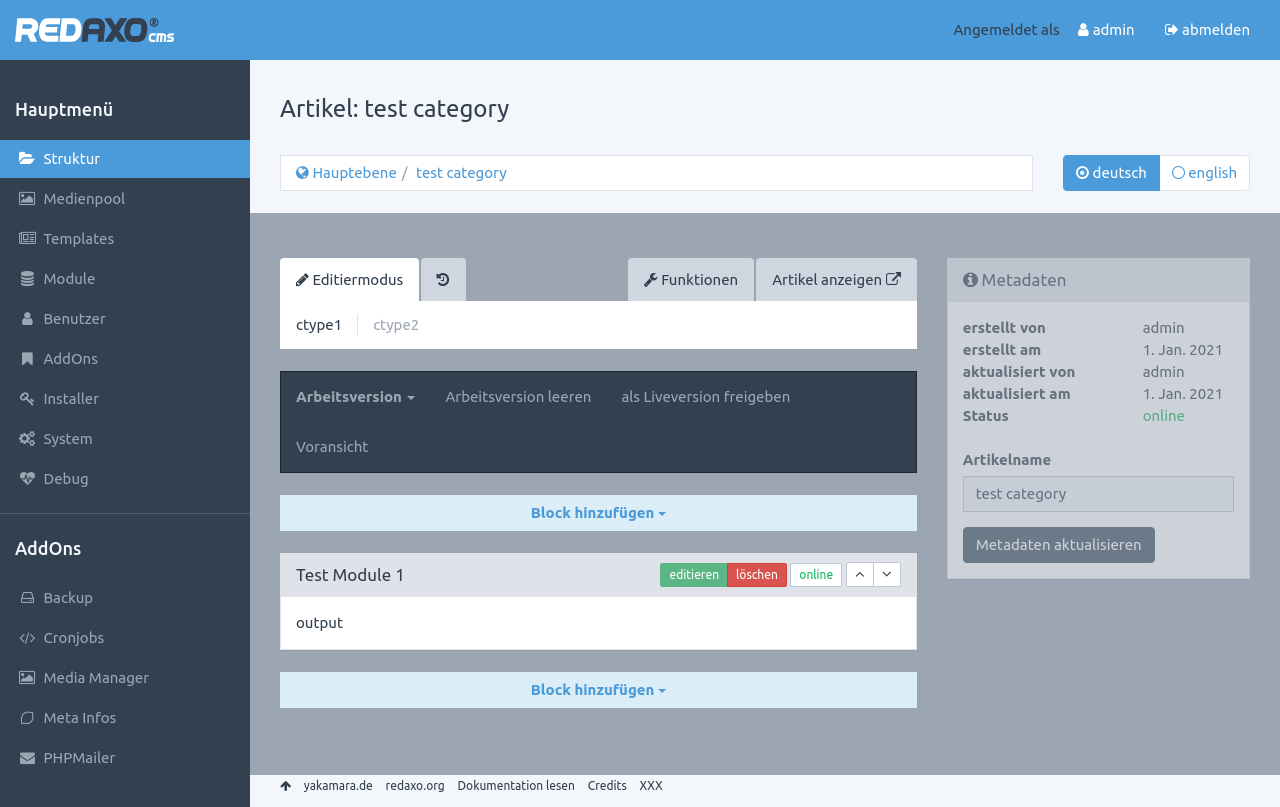 REDAXO® cms
Angemeldet als admin abmelden
Hauptmenü
Struktur
Medienpool
Templates
Module
Benutzer
AddOns
Installer
System
Debug
AddOns
Backup
Cronjobs
Media Manager
Meta Infos
PHPMailer
Artikel: test category
Hauptebene / test category
deutsch english
Editiermodus
Funktionen Artikel anzeigen
ctype1 ctype2
Arbeitsversion Arbeitsversion leeren als Liveversion freigeben
Voransicht
Block hinzufügen
Test Module 1 editieren löschen online
output
Block hinzufügen
Metadaten
erstellt von admin
erstellt am 1. Jan. 2021
aktualisiert von admin
aktualisiert am 1. Jan. 2021
Status online
Artikelname
test category
Metadaten aktualisieren
yakamara.de redaxo.org Dokumentation lesen Credits XXX